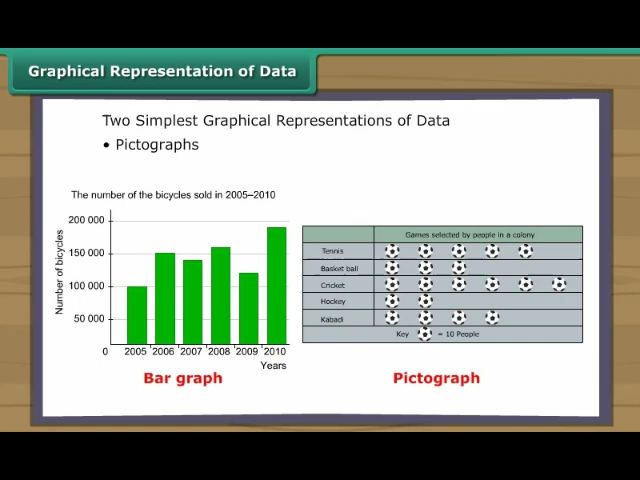 Graphical Representation of Data
Two Simplest Graphical Representations of Data
• Pictographs
The number of the bicycles sold in 2005–2010
Number of bicycles
200 000
150 000
100 000
50 000
0
2005 2006 2007 2008 2009 2010
Years
Bar graph
Games selected by people in a colony
Tennis
Basket ball
Cricket
Hockey
Kabadi
Key = 10 People
Pictograph